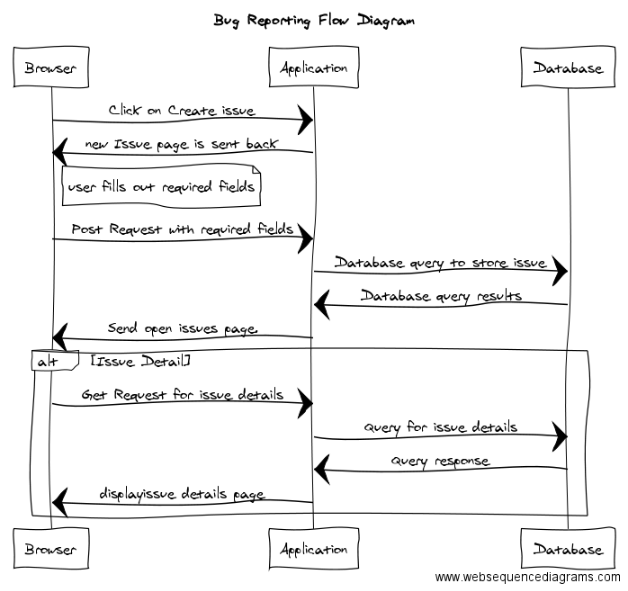 Bug Reporting Flow Diagram
Browser
Application
Database
Click on Create issue
new Issue page is sent back
user fills out required fields
Post Request with required fields
Database query to store issue
Database query results
Send open issues page
alt
[Issue Detail]
Get Request for issue details
Query for issue details
Query response
displayissue details page
Browser
Application
Database
www.websequencediagrams.com